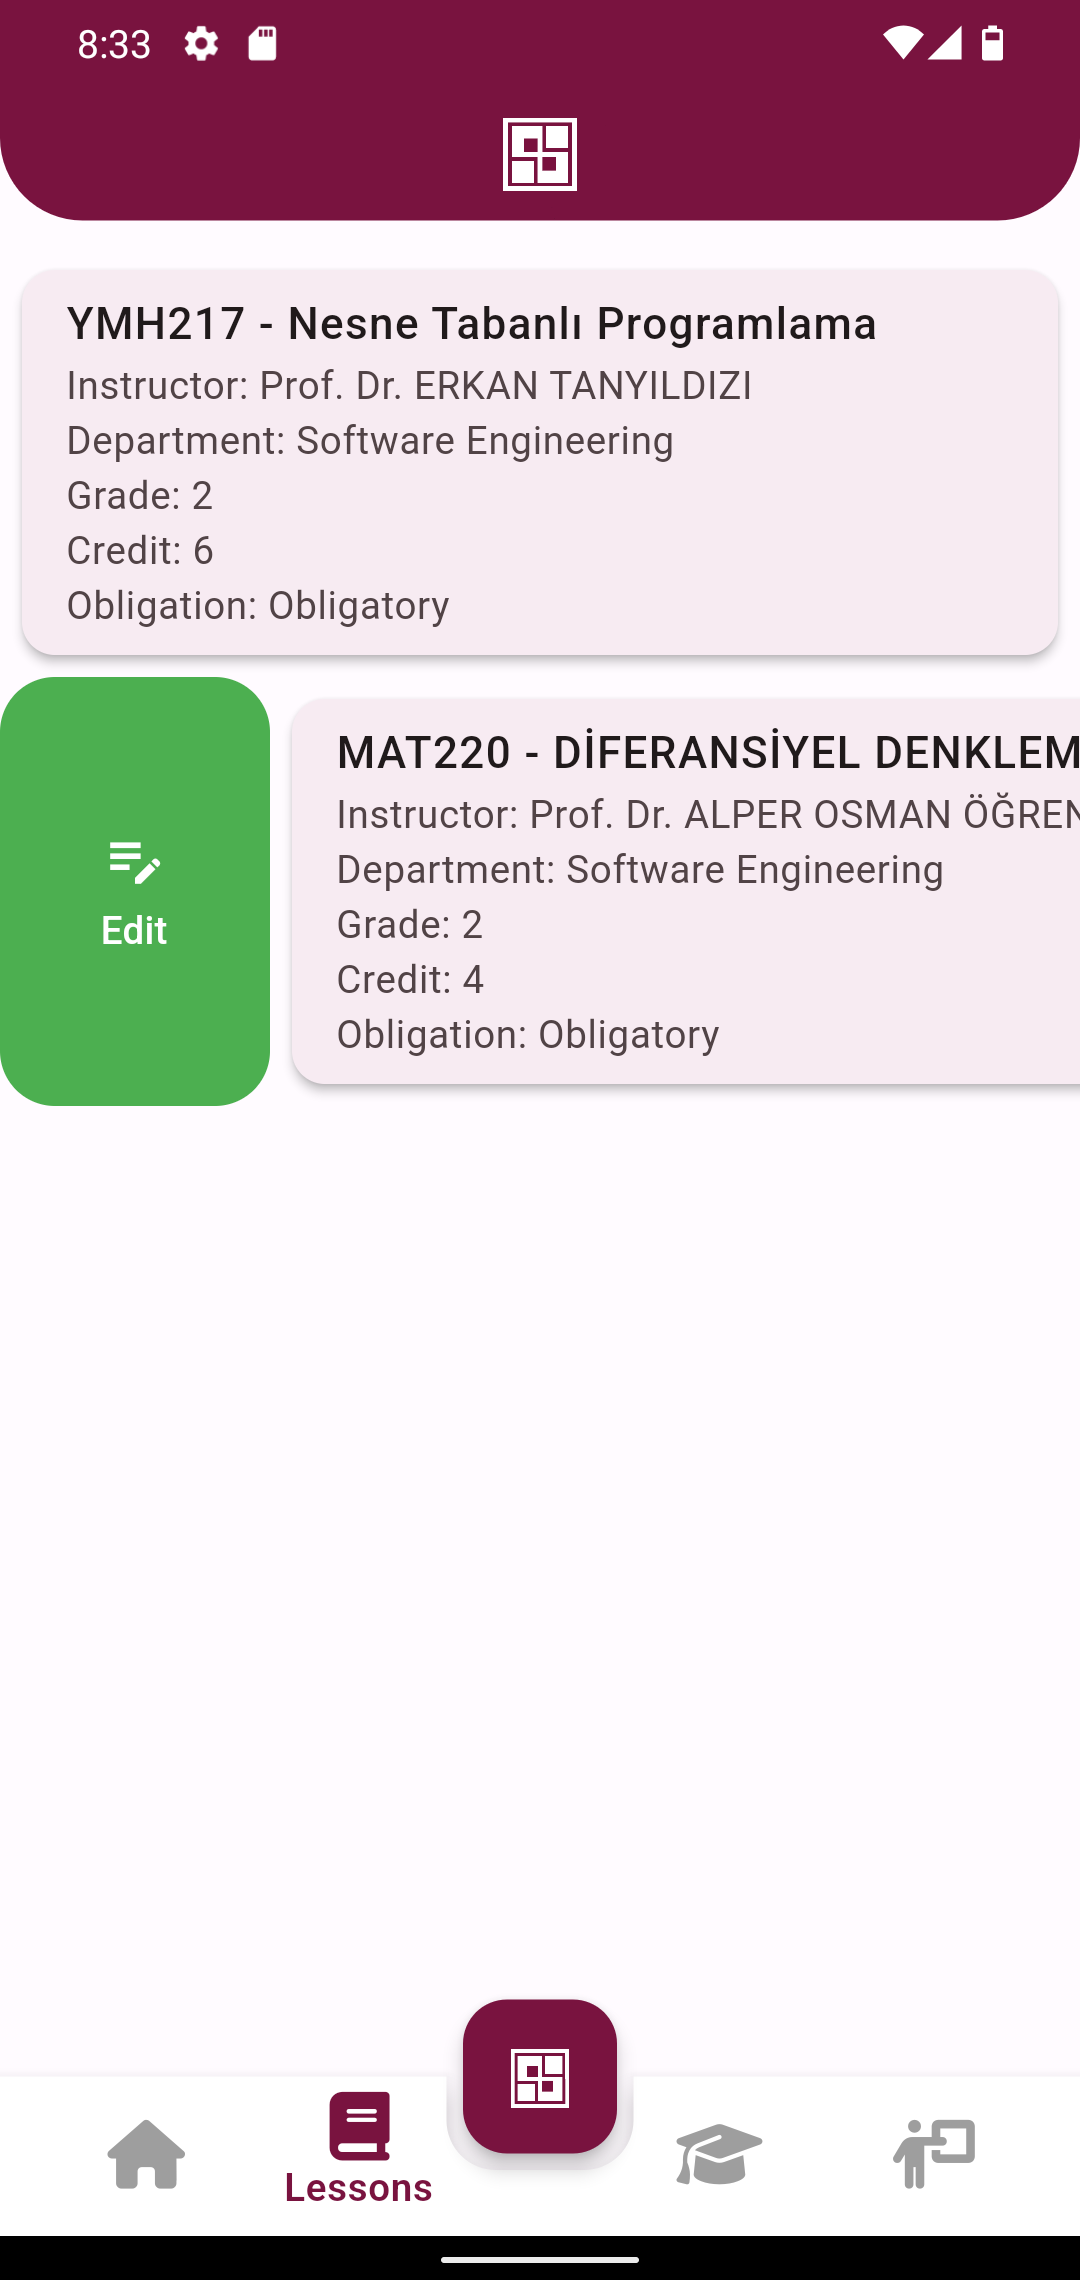 8:33
YMH217 - Nesne Tabanlı Programlama
Instructor: Prof. Dr. ERKAN TANYILDIZI
Department: Software Engineering
Grade: 2
Credit: 6
Obligation: Obligatory
Edit
MAT220 - DİFERANSİYEL DENKLEM
Instructor: Prof. Dr. ALPER OSMAN ÖĞREN
Department: Software Engineering
Grade: 2
Credit: 4
Obligation: Obligatory
Lessons